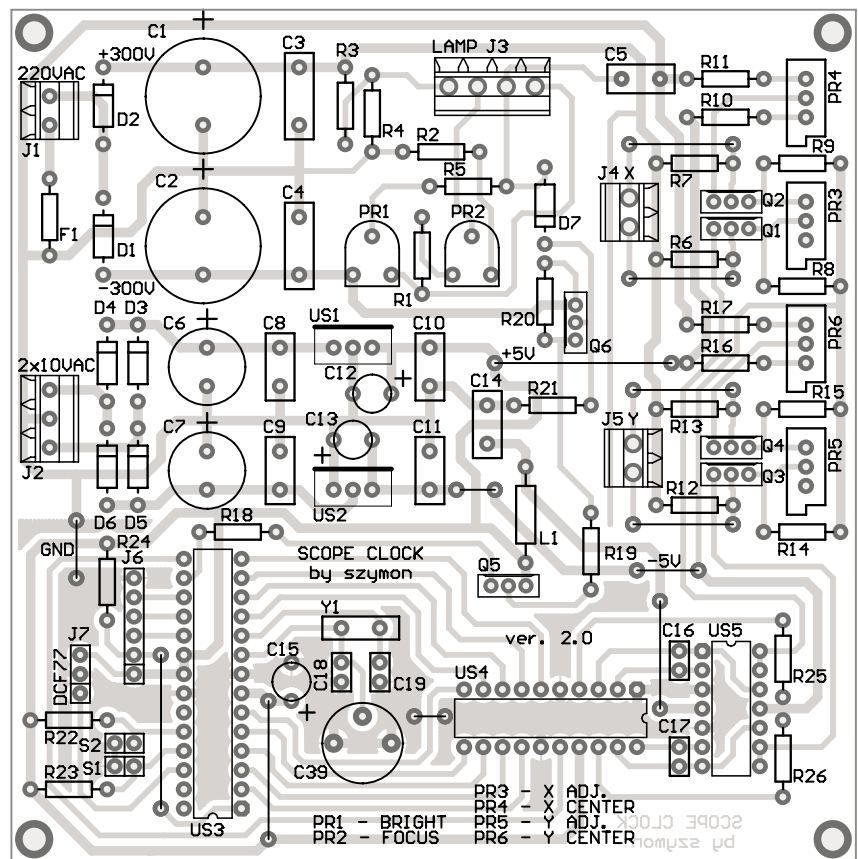 C1 +
+300V
C3
R3
LAMP J3
C5
R11
220VAC
D2
R10
PR4
J1
R4
R2
R9
C2 +
R5
J4 X
R7
Q2
PR3
F1
C4
PR1
PR2
D7
Q1
D1
R1
R6
R8
-300V
D4 D3
C6 +
C8
US1
C10
R20
Q6
R17
R16
PR6
2x10VAC
C12 +
+5V
C14
R21
C7 +
C9
C13 +
C11
J5 Y
R13
R15
Q4
Q3
PR5
J2
US2
R12
D6 D5
R18
L1
R19
R14
GND
R24
J6
SCOPE CLOCK
by szymon
Q5
-5V
J7
DCF77
Y1
ver. 2.0
C16
US5
C15 +
C18
C19
US4
R25
R22
S2
S1
R23
C39
C17
R26
US3
PR3 - X ADJ.
PR4 - X CENTER
PR1 - BRIGHT PR5 - Y ADJ.
PR2 - FOCUS PR6 - Y CENTER
SCOPE CLOCK
by szymon